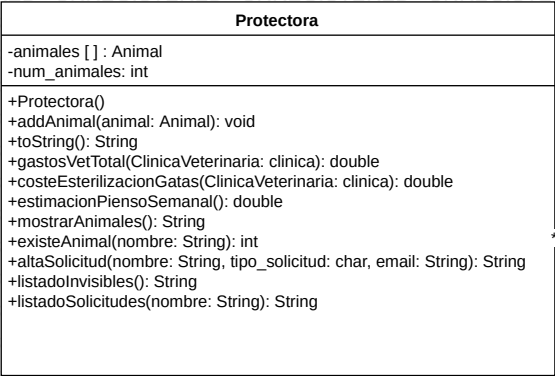 Protectora
-animales [ ] : Animal
-num_animales: int
+Protectora()
+addAnimal(animal: Animal): void
+toString(): String
+gastosVetTotal(ClinicaVeterinaria: clinica): double
+costeEsterilizacionGatas(ClinicaVeterinaria: clinica): double
+estimacionPiensoSemanal(): double
+mostrarAnimales(): String
+existeAnimal(nombre: String): int
+altaSolicitud(nombre: String, tipo_solicitud: char, email: String): String
+listadoInvisibles(): String
+listadoSolicitudes(nombre: String): String